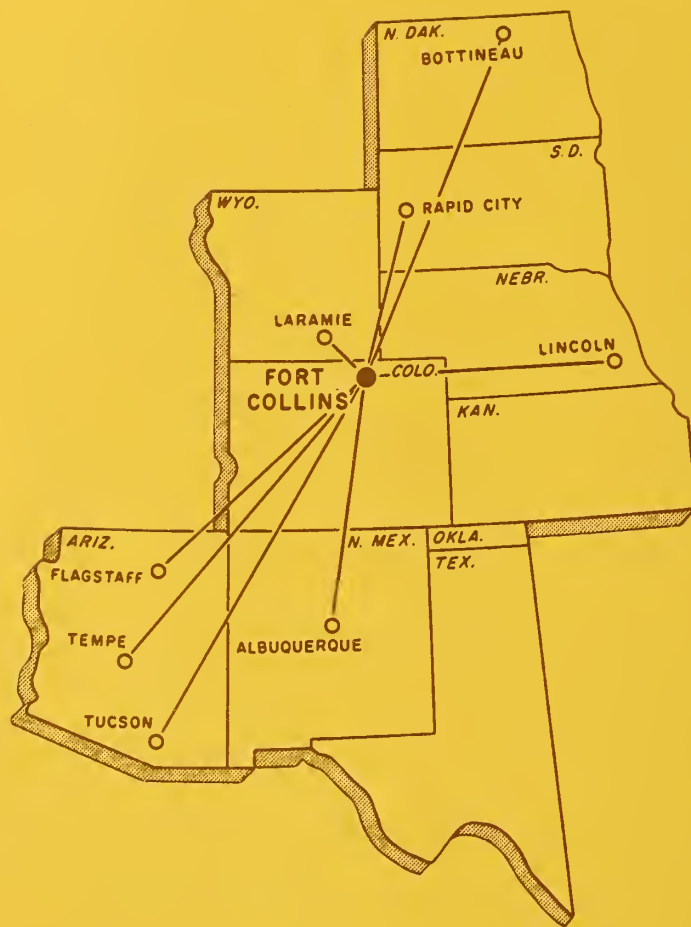 N. DAK.
BOTTINEAU
S.D.
WYO.
RAPID CITY
NEBR.
LARAMIE
LINCOLN
FORT
COLLINS
COLO.
KAN.
ARIZ.
N. MEX.
OKLA.
TEX.
FLAGSTAFF
TEMPE
ALBUQUERQUE
TUCSON